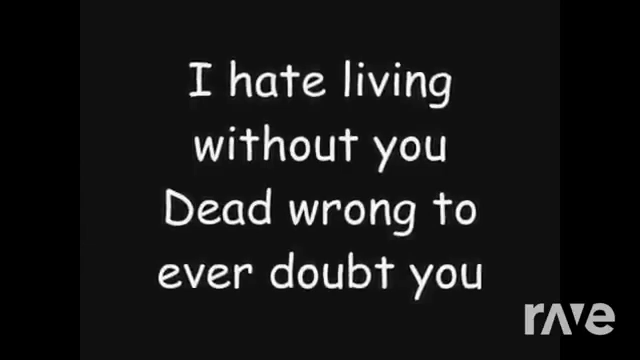 I hate living
without you
Dead wrong to
ever doubt you
rave